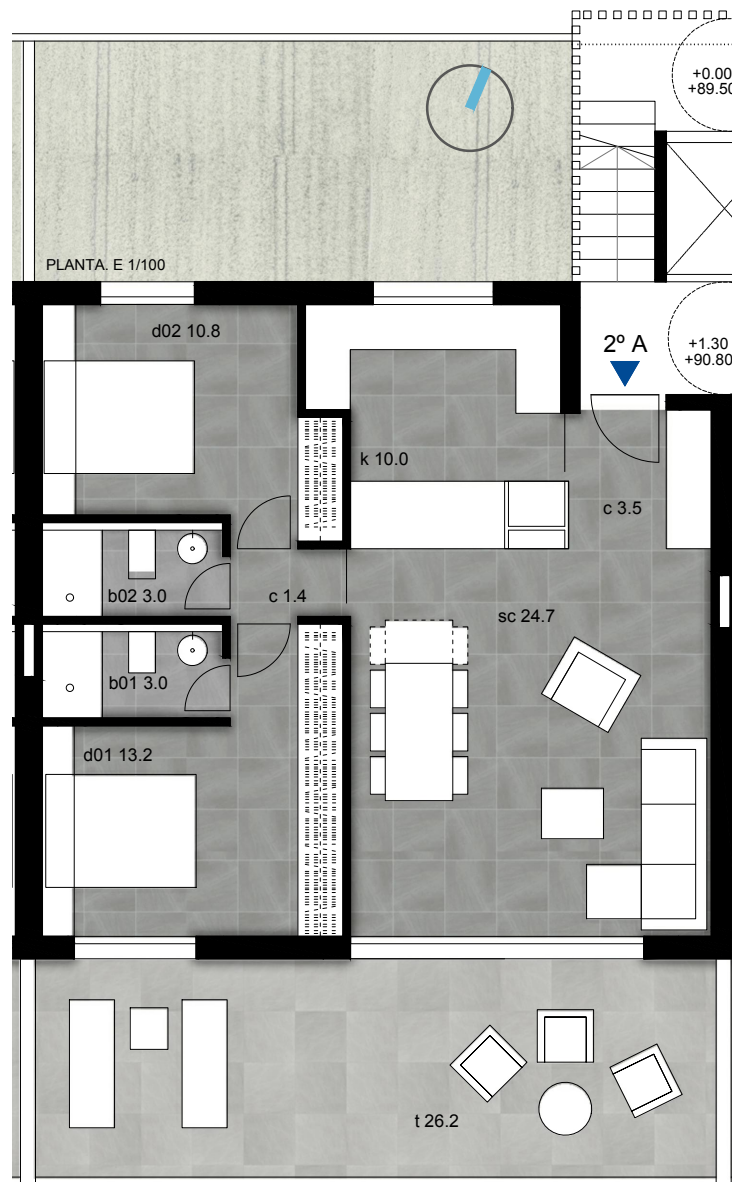 +0.00
+89.50
PLANTA. E 1/100
d02 10.8
2º A
+1.30
+90.80
k 10.0
c 3.5
b02 3.0
c 1.4
sc 24.7
b01 3.0
d01 13.2
t 26.2